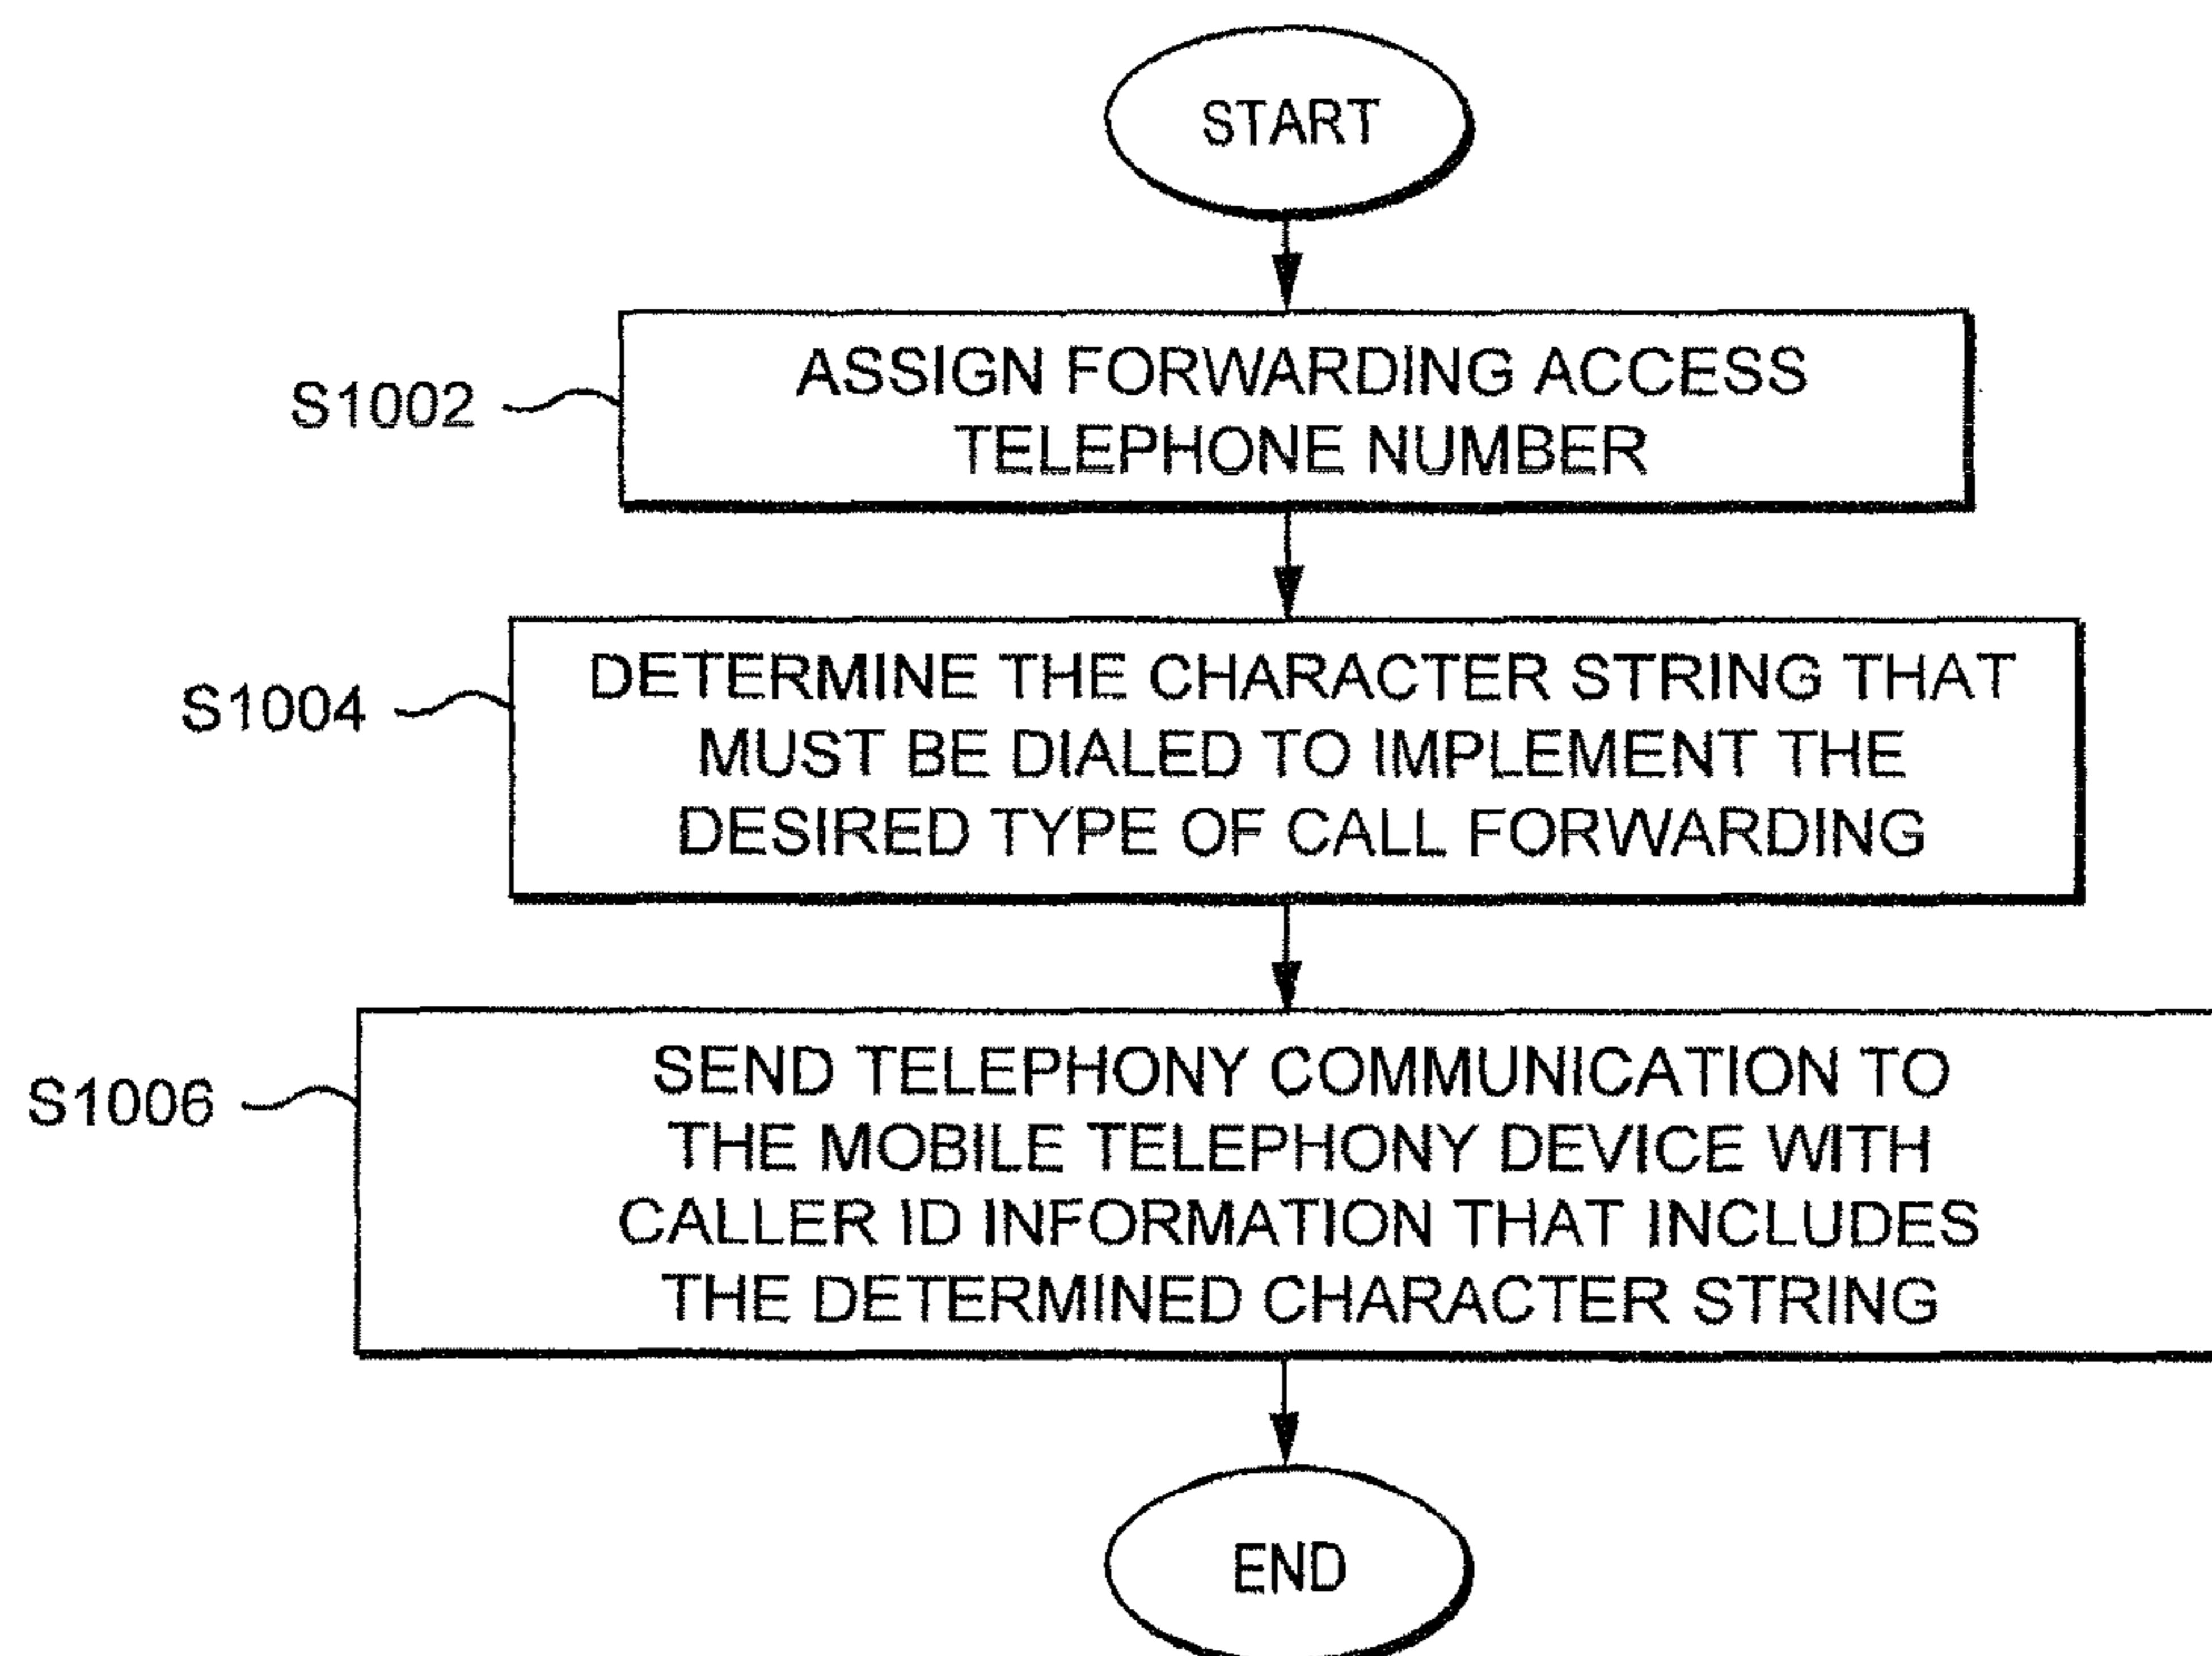 START
S1002
ASSIGN FORWARDING ACCESS
TELEPHONE NUMBER
S1004
DETERMINE THE CHARACTER STRING THAT
MUST BE DIALED TO IMPLEMENT THE
DESIRED TYPE OF CALL FORWARDING
S1006
SEND TELEPHONY COMMUNICATION TO
THE MOBILE TELEPHONY DEVICE WITH
CALLER ID INFORMATION THAT INCLUDES
THE DETERMINED CHARACTER STRING
END